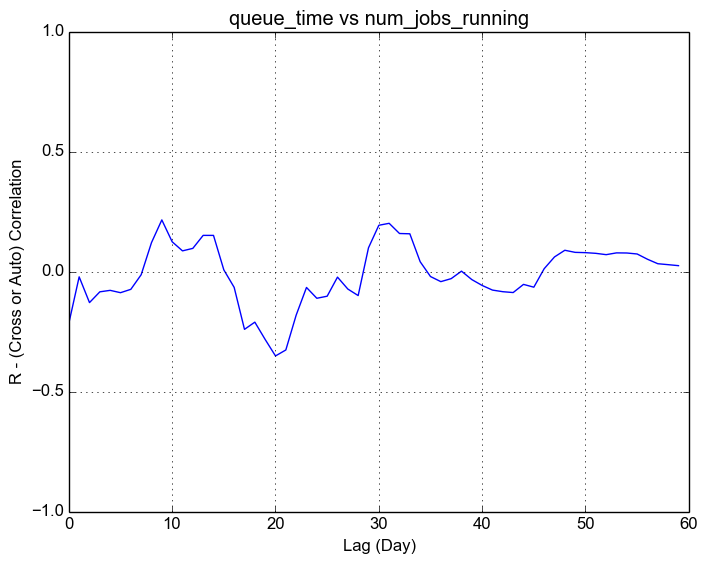 queue_time vs num_jobs_running
1.0
0.5
0.0
−0.5
−1.0
R - (Cross or Auto) Correlation
0 10 20 30 40 50 60
Lag (Day)